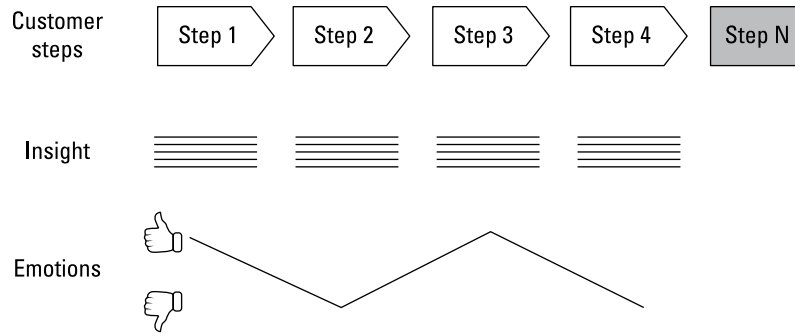 Customer
steps
Step 1
Step 2
Step 3
Step 4
Step N
Insight
Emotions